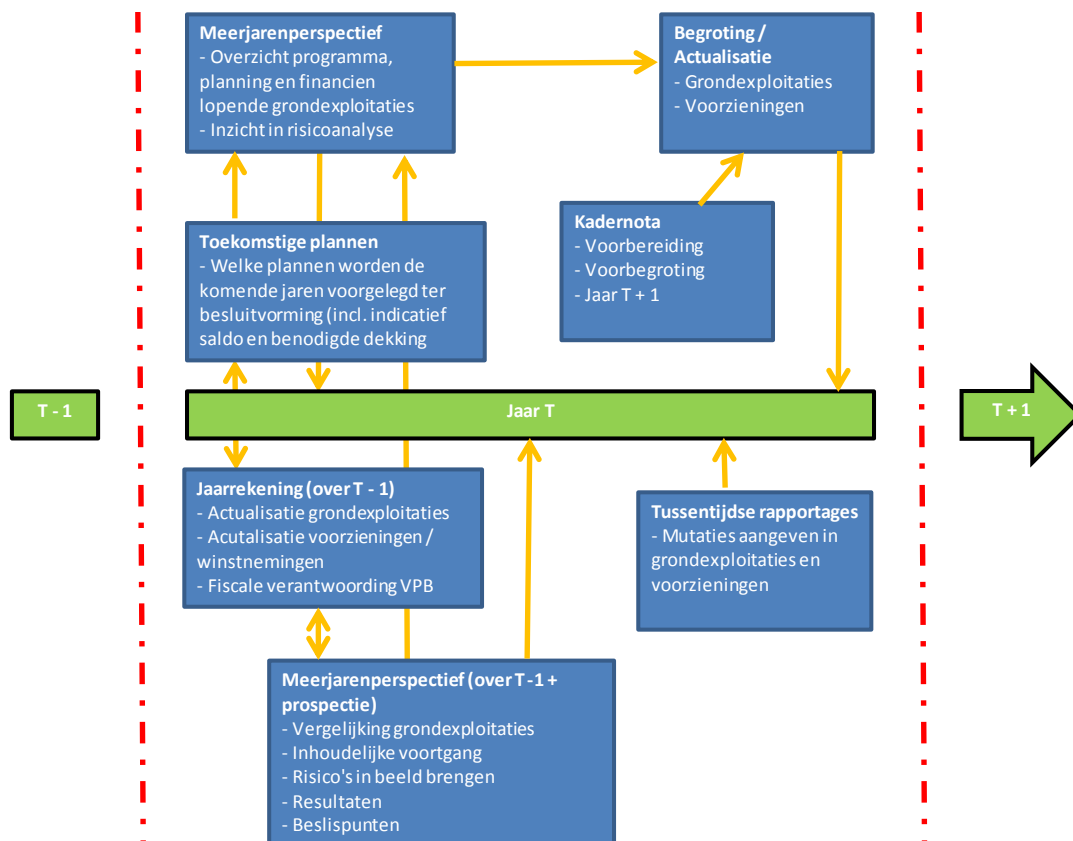 Meerjarenperspectief
- Overzicht programma,
planning en financien
lopende grondexploitaties
- Inzicht in risicoanalyse
Begroting /
Actualisatie
- Grondexploitaties
- Voorzieningen
Toekomstige plannen
- Welke plannen worden de
komende jaren voorgelegd ter
besluitvorming (incl. indicatief
saldo en benodigde dekking
Kadernota
- Voorbereiding
- Voorbegroting
- Jaar T + 1
T - 1
Jaar T
T + 1
Jaarrekening (over T - 1)
- Actualisatie grondexploitaties
- Acutalisatie voorzieningen /
winstnemingen
- Fiscale verantwoording VPB
Tussentijdse rapportages
- Mutaties aangeven in
grondexploitaties en
voorzieningen
Meerjarenperspectief (over T -1 +
prospectie)
- Vergelijking grondexploitaties
- Inhoudelijke voortgang
- Risico's in beeld brengen
- Resultaten
- Beslispunten